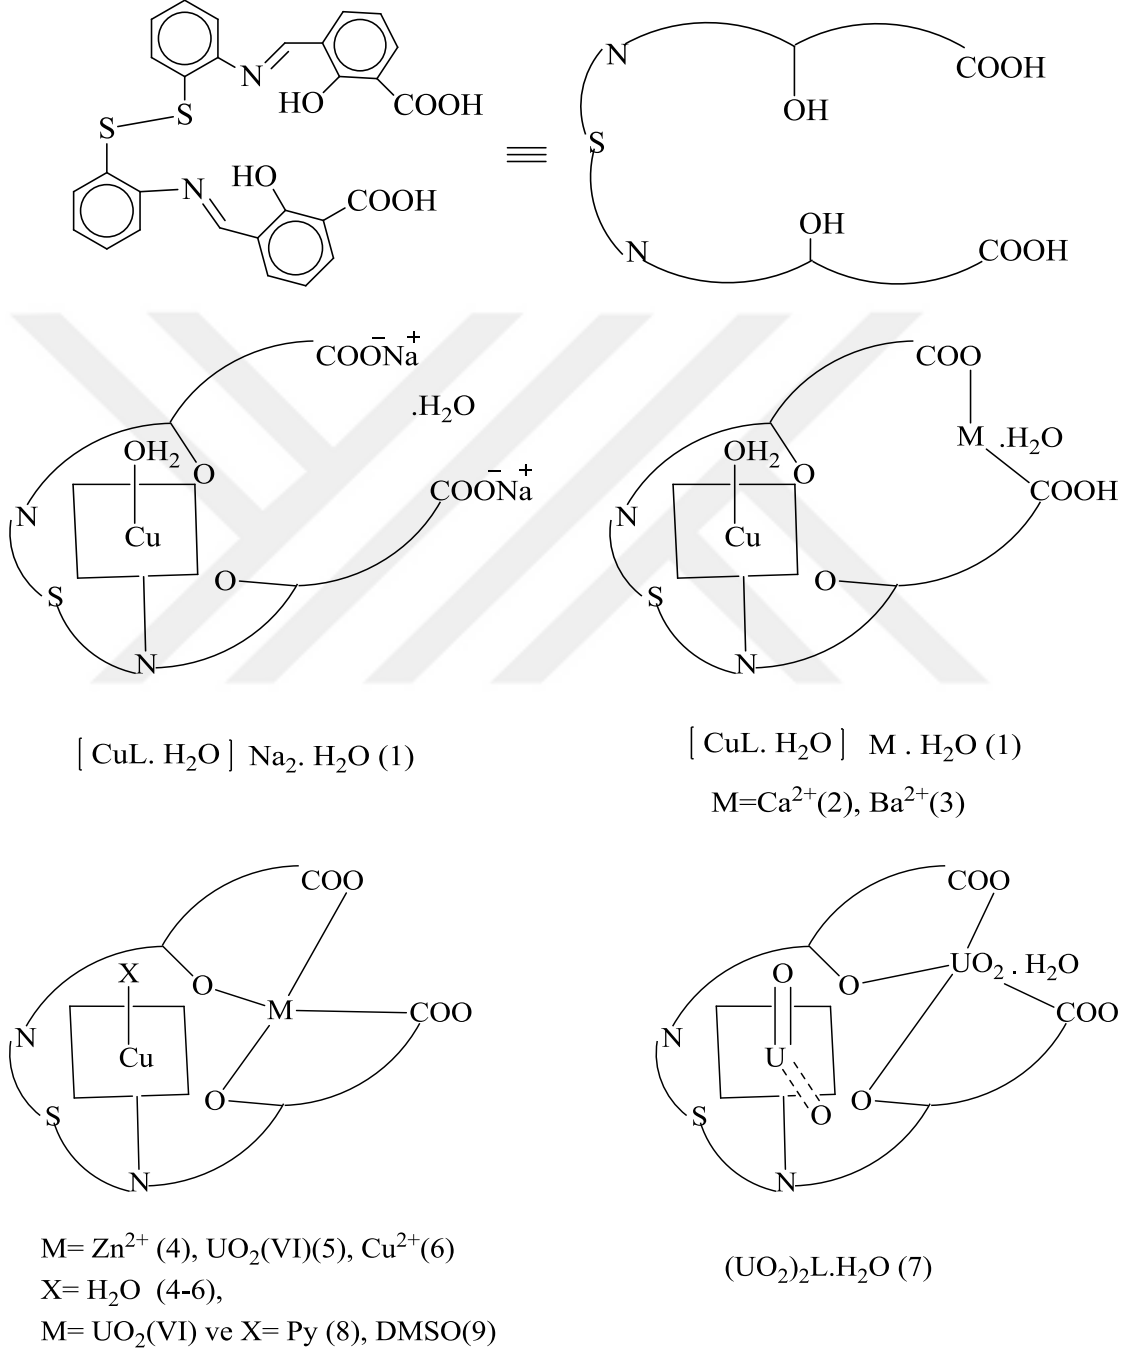 N
HO
COOH
S
S
HO
N
COOH
≡
N
COOH
OH
S
OH
N
COOH
COO⁻Na⁺
.H₂O
OH₂
O
COO⁻Na⁺
N
Cu
O
S
N
[ CuL. H₂O ] Na₂. H₂O (1)
COO
OH₂
M .H₂O
O
COOH
N
Cu
O
S
N
[ CuL. H₂O ] M . H₂O (1)
M=Ca²⁺(2), Ba²⁺(3)
COO
X
O
M
COO
N
Cu
O
S
N
M= Zn²⁺ (4), UO₂(VI)(5), Cu²⁺(6)
X= H₂O (4-6),
M= UO₂(VI) ve X= Py (8), DMSO(9)
COO
O
O
UO₂ . H₂O
COO
N
U
O
O
S
N
(UO₂)₂L.H₂O (7)